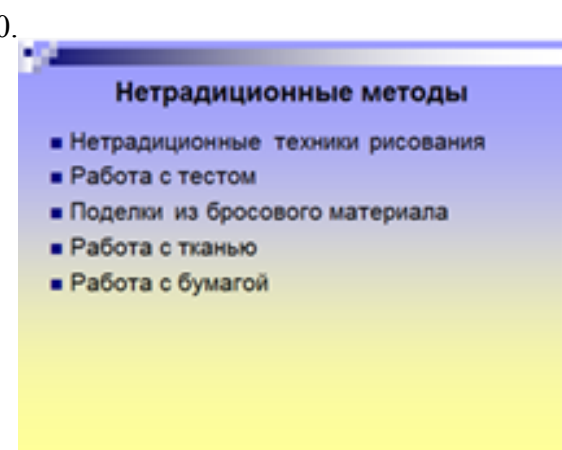 0.
Нетрадиционные методы
Нетрадиционные техники рисования
Работа с тестом
Поделки из бросового материала
Работа с тканью
Работа с бумагой